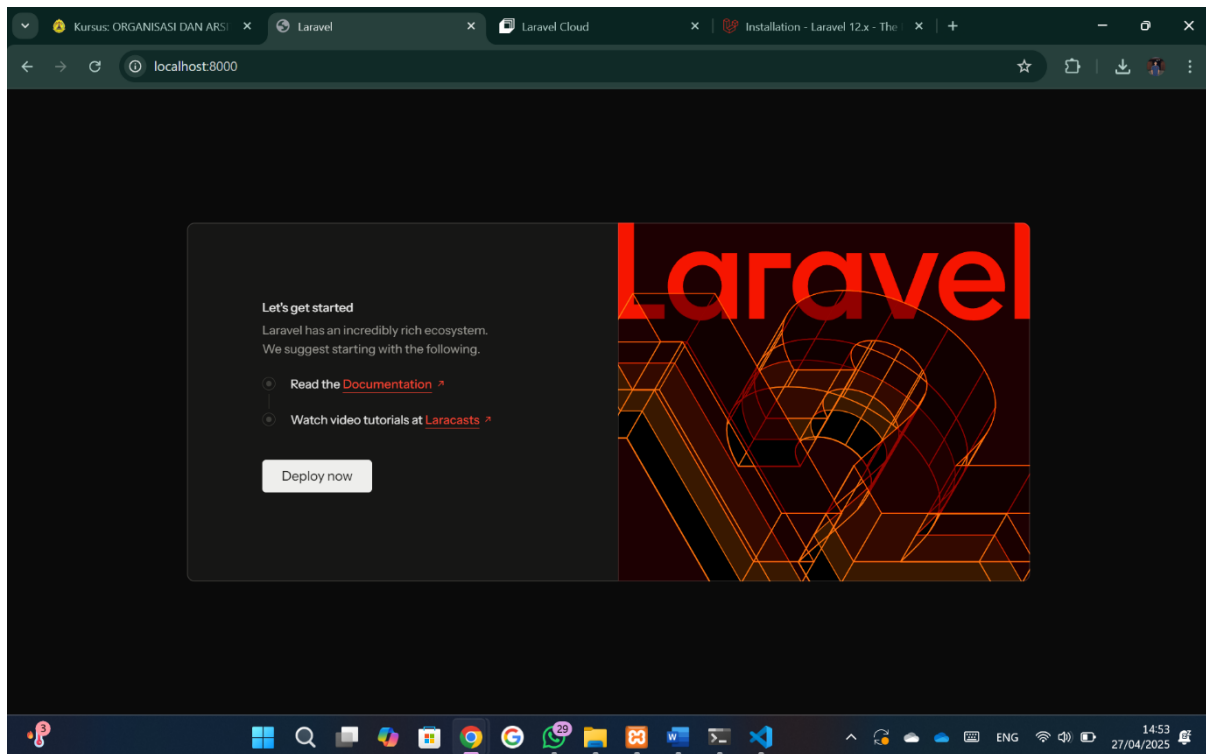 Kursus: ORGANISASI DAN ARSI
Laravel
Laravel Cloud
Installation - Laravel 12.x - The
localhost:8000
Let's get started
Laravel has an incredibly rich ecosystem.
We suggest starting with the following.
Read the Documentation
Watch video tutorials at Laracasts
Deploy now
Laravel
3
29
ENG
14:53
27/04/2025